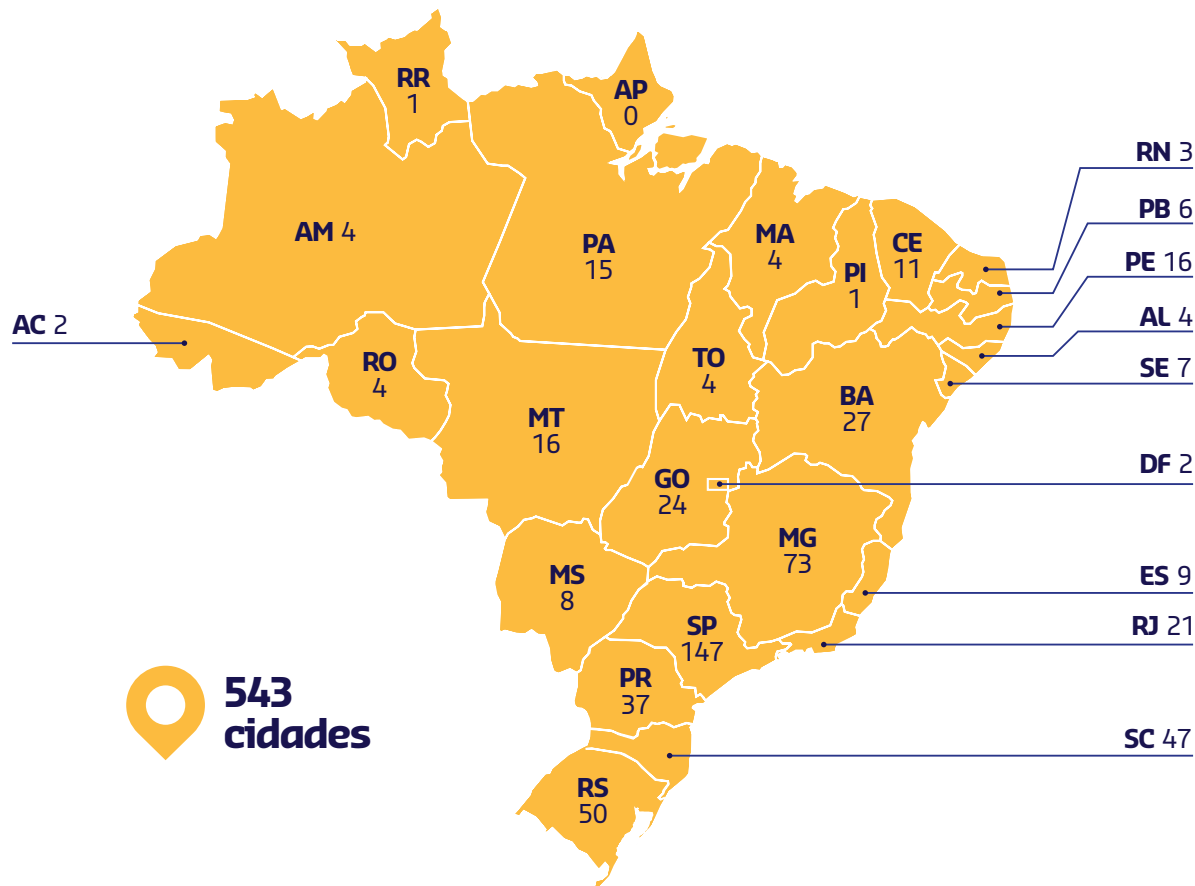 RR
1
AP
0
RN 3
PB 6
PE 16
AL 4
SE 7
AM 4
PA
15
MA
4
PI
1
CE
11
AC 2
RO
4
TO
4
BA
27
MT
16
GO
24
DF 2
MG
73
MS
8
ES 9
SP
147
RJ 21
PR
37
543
cidades
SC 47
RS
50